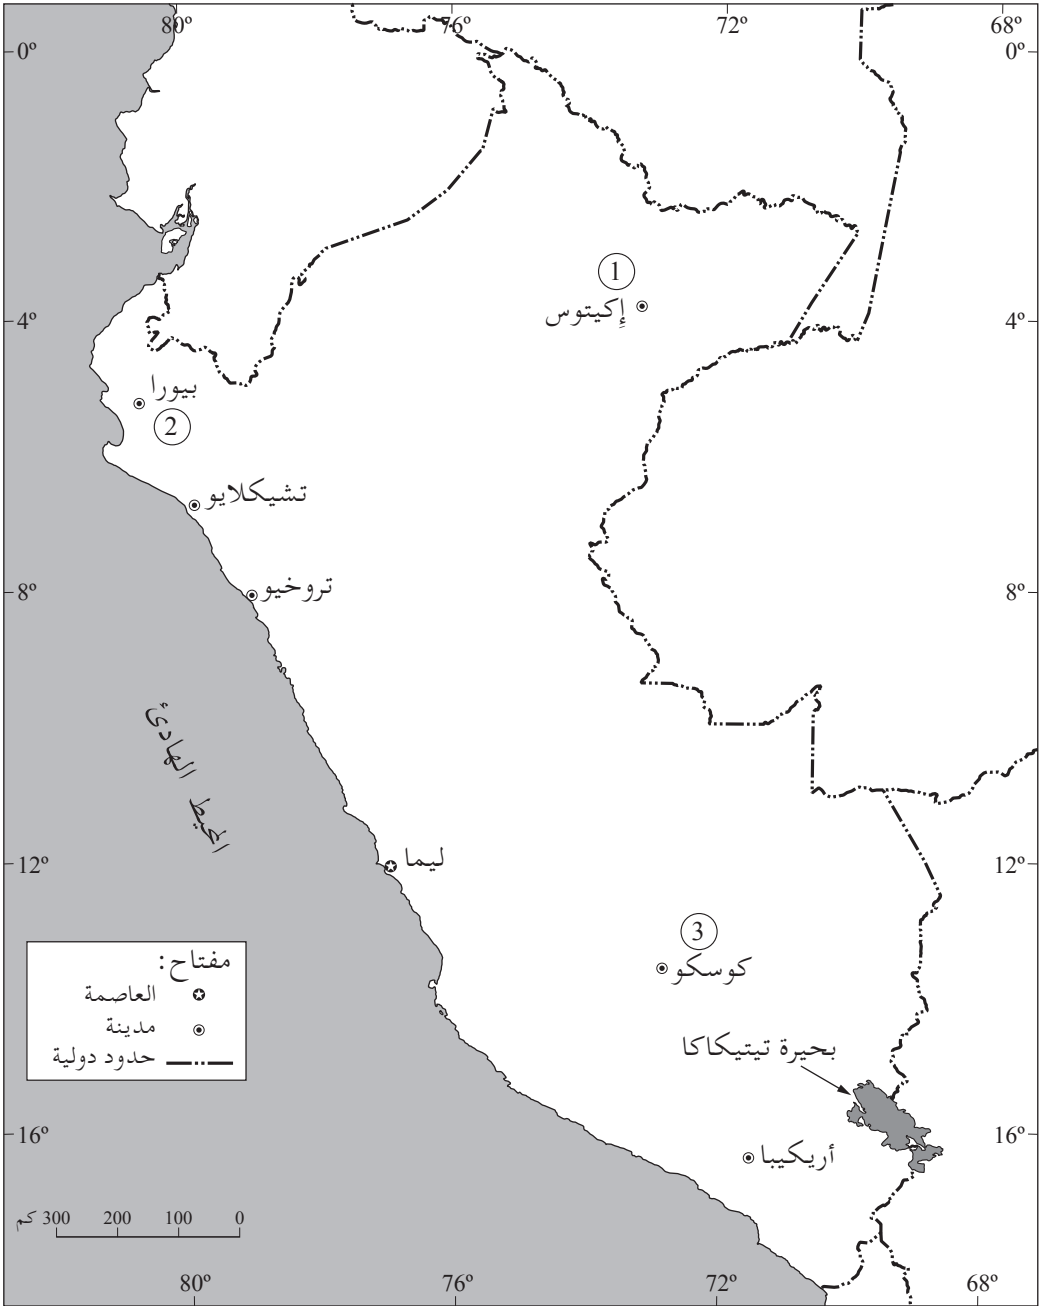 80º
76º
72º
68º
0º
0º
1
إِكيتوس
4º
4º
بيورا
2
تشيكلايو
8º
8º
تروخيو
المحيط الهادئ
ليما
12º
12º
3
كوسكو
مفتاح:
العاصمة
مدينة
حدود دولية
بحيرة تيتيكاكا
16º
16º
أريكيبا
كم 300 200 100 0
80º
76º
72º
68º